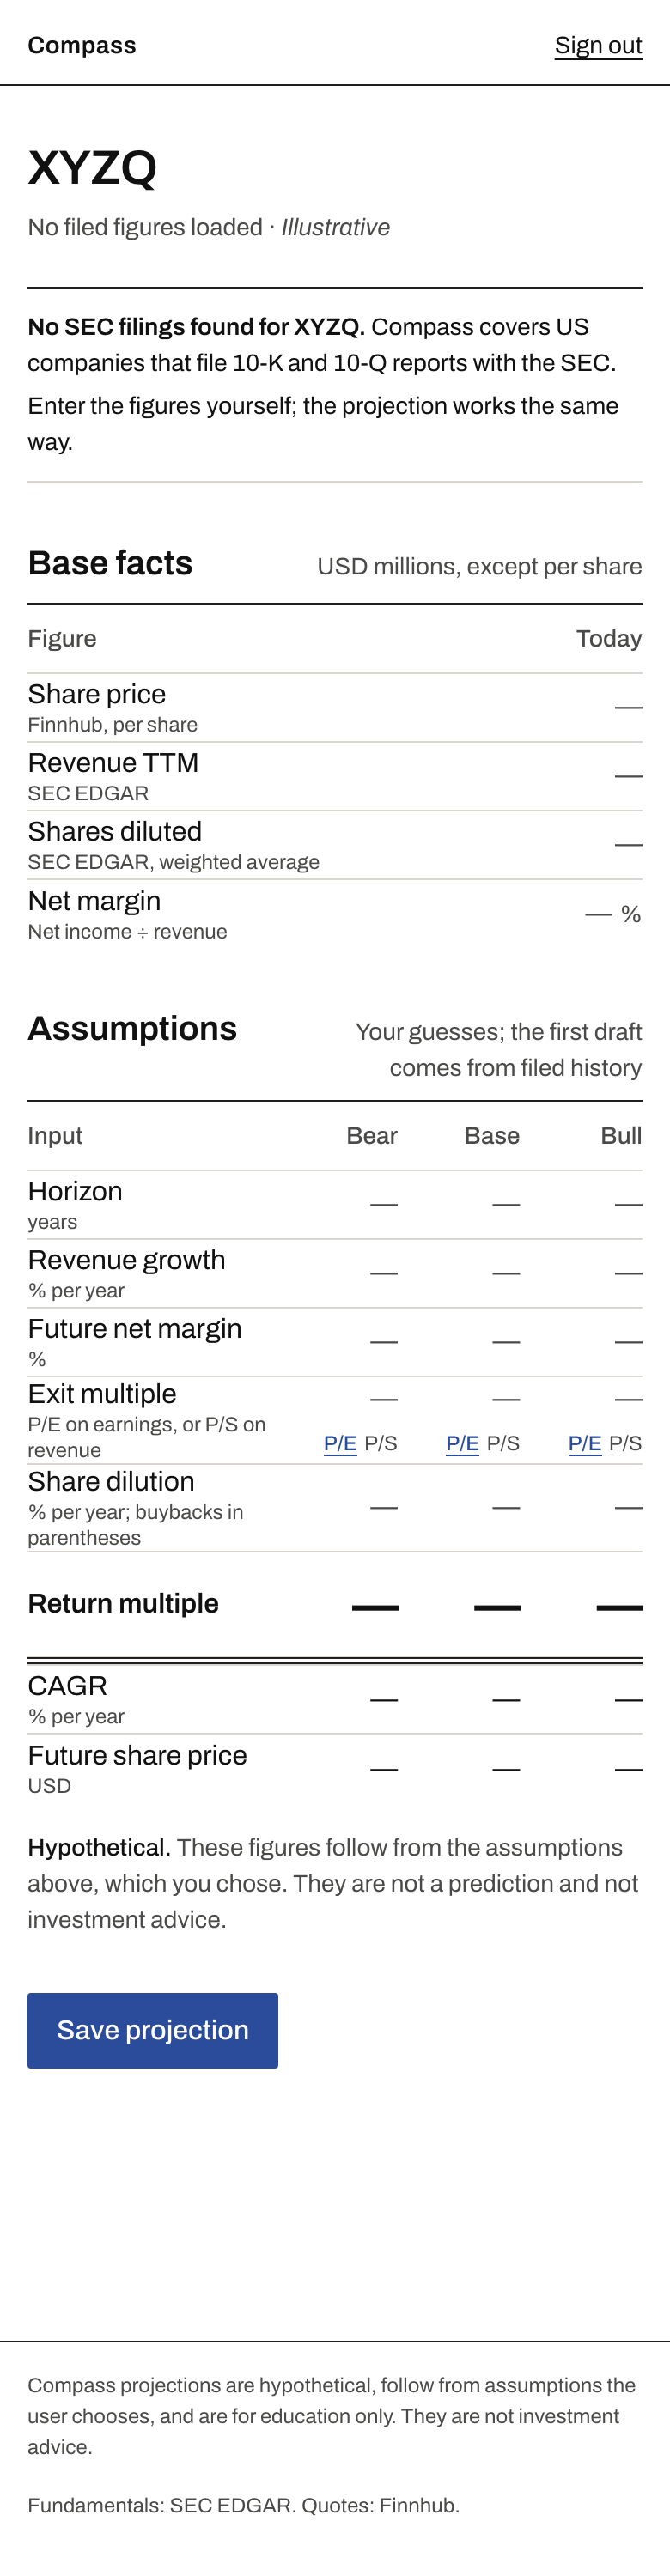 Compass
Sign out
XYZQ
No filed figures loaded · Illustrative
No SEC filings found for XYZQ. Compass covers US
companies that file 10-K and 10-Q reports with the SEC.
Enter the figures yourself; the projection works the same
way.
Base facts
USD millions, except per share
Figure Today
Share price —
Finnhub, per share
Revenue TTM —
SEC EDGAR
Shares diluted —
SEC EDGAR, weighted average
Net margin — %
Net income ÷ revenue
Assumptions
Your guesses; the first draft
comes from filed history
Input Bear Base Bull
Horizon — — —
years
Revenue growth — — —
% per year
Future net margin — — —
%
Exit multiple — — —
P/E on earnings, or P/S on
revenue
P/E P/S P/E P/S P/E P/S
Share dilution — — —
% per year; buybacks in
parentheses
Return multiple — — —
CAGR — — —
% per year
Future share price — — —
USD
Hypothetical. These figures follow from the assumptions
above, which you chose. They are not a prediction and not
investment advice.
Save projection
Compass projections are hypothetical, follow from assumptions the
user chooses, and are for education only. They are not investment
advice.
Fundamentals: SEC EDGAR. Quotes: Finnhub.